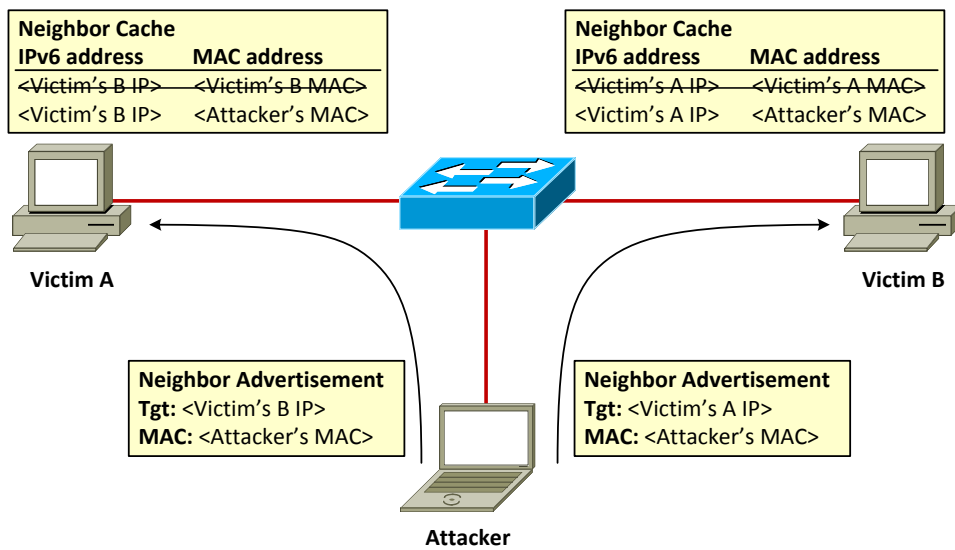 Neighbor Cache
IPv6 address MAC address
<Victim's B IP> <Victim's B MAC>
<Victim's B IP> <Attacker's MAC>
Neighbor Cache
IPv6 address MAC address
<Victim's A IP> <Victim's A MAC>
<Victim's A IP> <Attacker's MAC>
Victim A
Victim B
Neighbor Advertisement
Tgt: <Victim's B IP>
MAC: <Attacker's MAC>
Neighbor Advertisement
Tgt: <Victim's A IP>
MAC: <Attacker's MAC>
Attacker